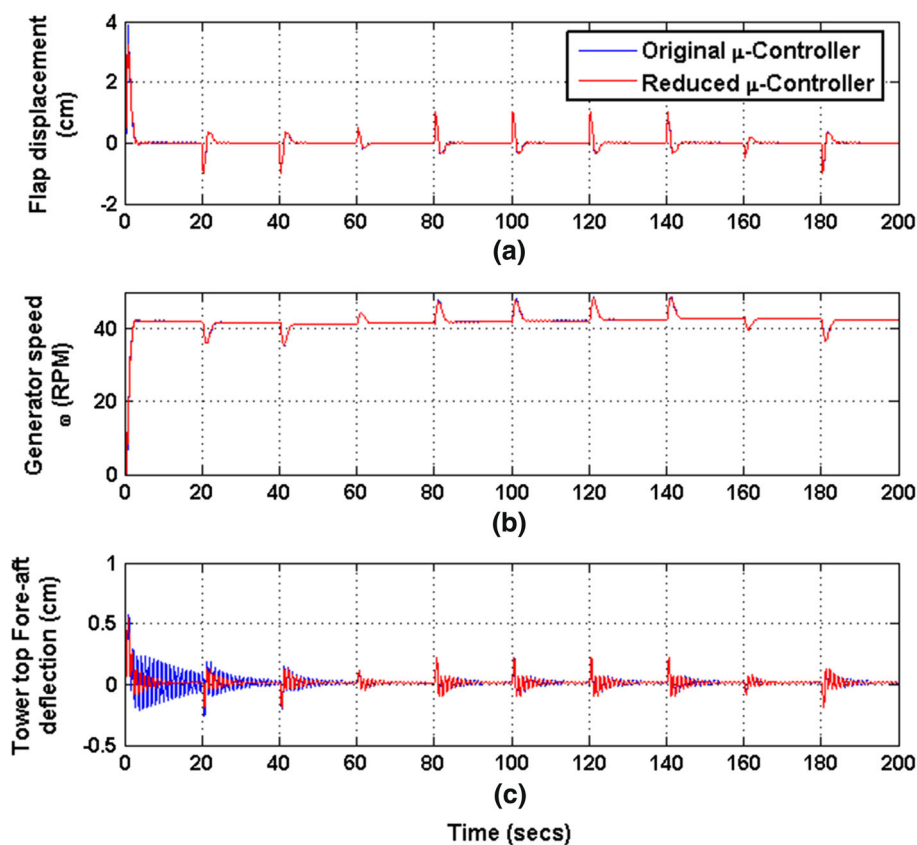 Flap displacement
(cm)
4
2
0
-2
Original μ-Controller
Reduced μ-Controller
0 20 40 60 80 100 120 140 160 180 200
(a)
Generator speed
ω (RPM)
40
20
0
0 20 40 60 80 100 120 140 160 180 200
(b)
Tower top Fore-aft
deflection (cm)
1
0.5
0
-0.5
0 20 40 60 80 100 120 140 160 180 200
(c)
Time (secs)